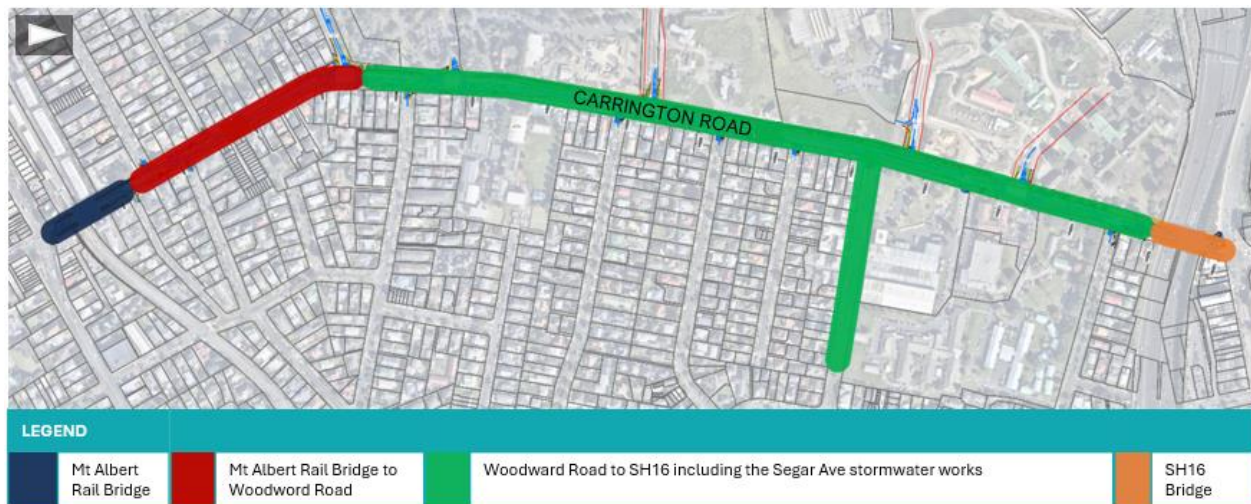 CARRINGTON ROAD
LEGEND
Mt Albert
Rail Bridge
Mt Albert Rail Bridge to
Woodword Road
Woodward Road to SH16 including the Segar Ave stormwater works
SH16
Bridge